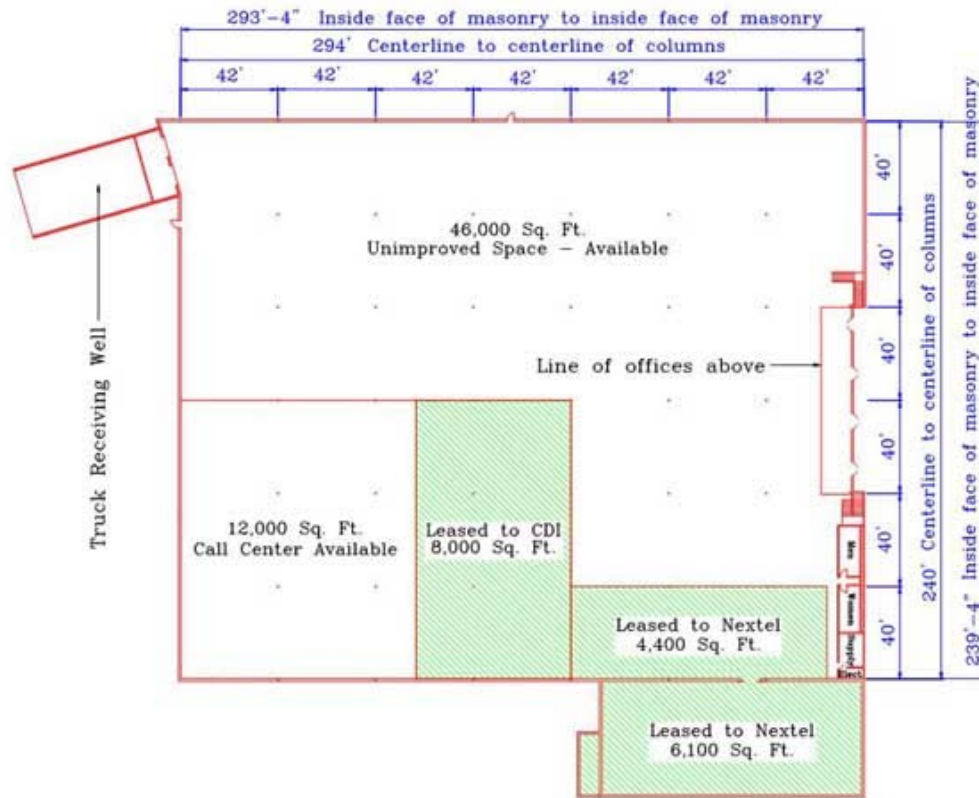 293'-4" Inside face of masonry to inside face of masonry
294' Centerline to centerline of columns
42' 42' 42' 42' 42' 42' 42'
40'
40'
40'
40'
40'
40'
240' Centerline to centerline of columns
239'-4" Inside face of masonry to inside face of masonry
Truck Receiving Well
46,000 Sq. Ft.
Unimproved Space - Available
Line of offices above
12,000 Sq. Ft.
Call Center Available
Leased to CDI
8,000 Sq. Ft.
Men
Women
Supply
Elect
Leased to Nextel
4,400 Sq. Ft.
Leased to Nextel
6,100 Sq. Ft.